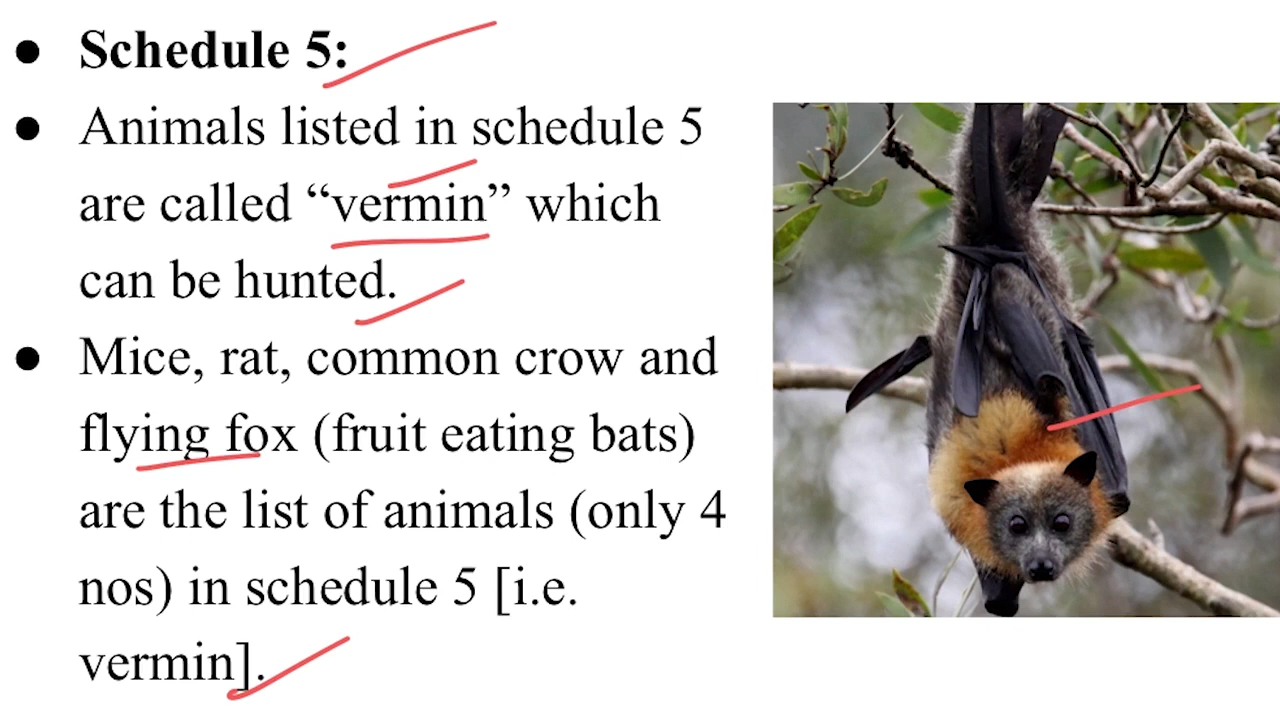 ● Schedule 5:
● Animals listed in schedule 5
are called “vermin” which
can be hunted.
● Mice, rat, common crow and
flying fox (fruit eating bats)
are the list of animals (only 4
nos) in schedule 5 [i.e.
vermin].